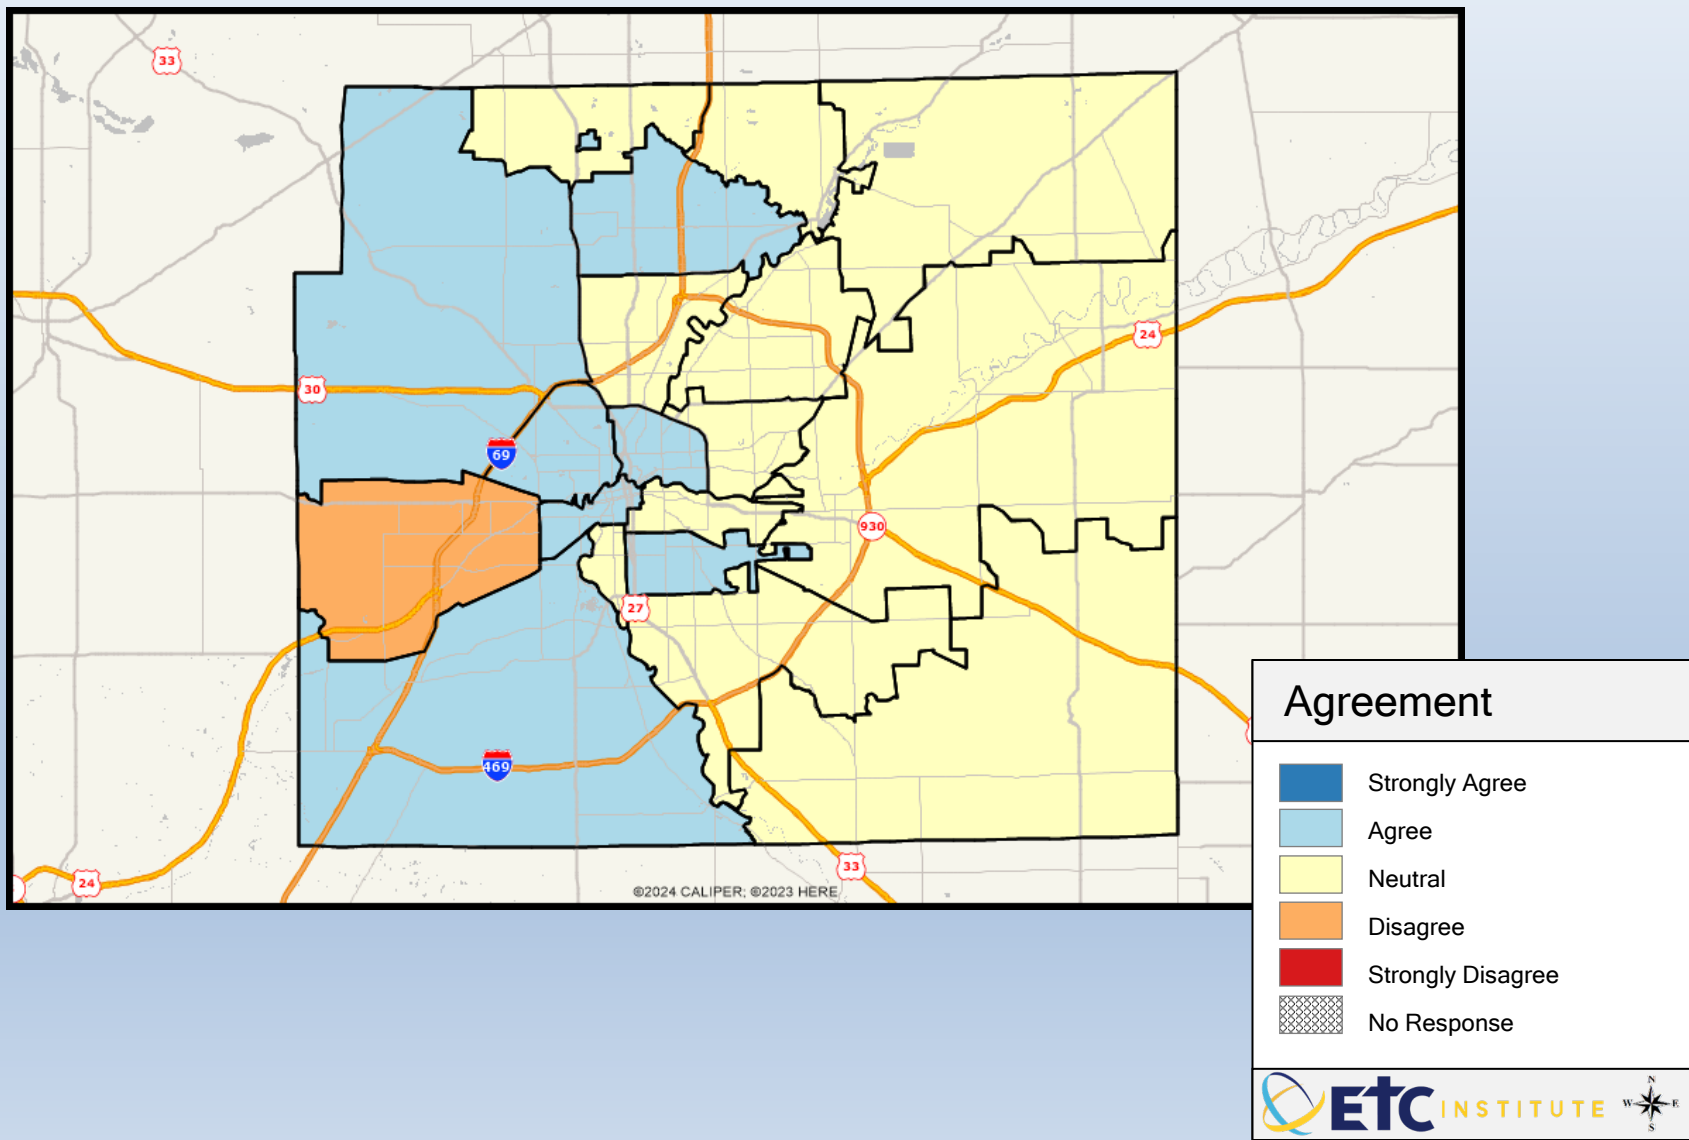 33
24
30
69
930
27
469
33
24
©2024 CALIPER; ©2023 HERE
Agreement
Strongly Agree
Agree
Neutral
Disagree
Strongly Disagree
No Response
ETC INSTITUTE
N
W E
S